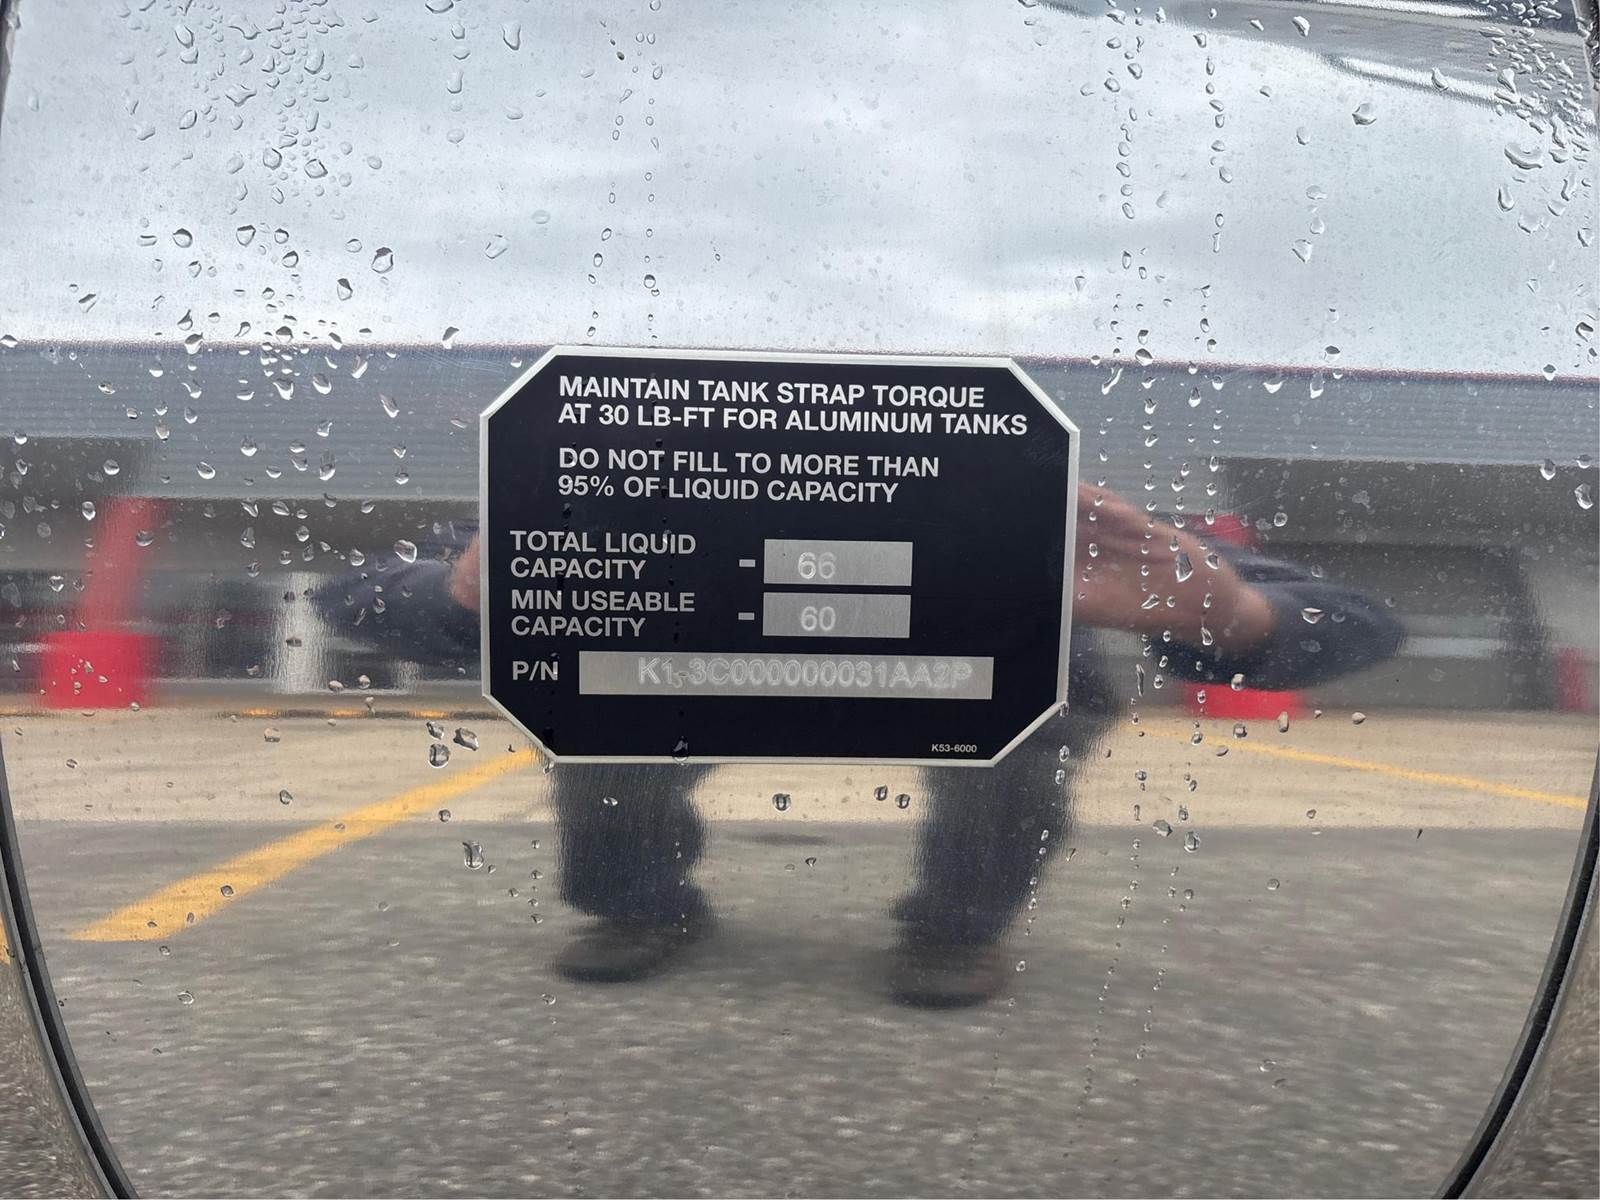 MAINTAIN TANK STRAP TORQUE
AT 30 LB-FT FOR ALUMINUM TANKS
DO NOT FILL TO MORE THAN
95% OF LIQUID CAPACITY
TOTAL LIQUID
CAPACITY - 66
MIN USEABLE
CAPACITY - 60
P/N K1-3C000000031AA2P
K53-6000